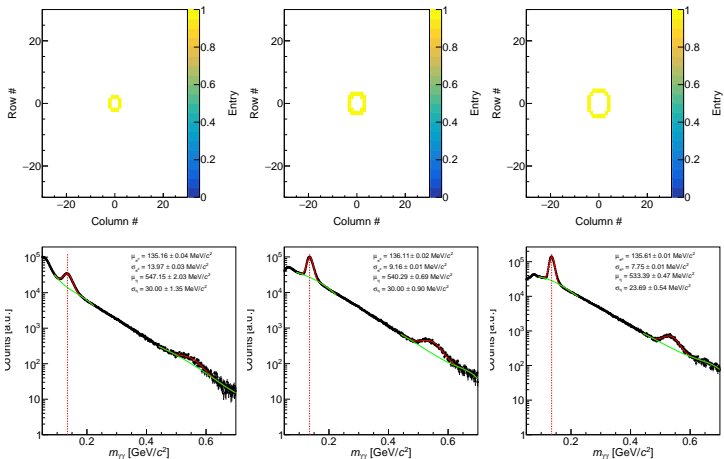 1
0.8
0.6
0.4
0.2
0
Entry
20
0
−20
Row #
−20 0 20
Column #
1
0.8
0.6
0.4
0.2
0
Entry
20
0
−20
Row #
−20 0 20
Column #
1
0.8
0.6
0.4
0.2
0
Entry
20
0
−20
Row #
−20 0 20
Column #
μπ⁰ = 135.16 ± 0.04 MeV/c²
σπ⁰ = 13.97 ± 0.03 MeV/c²
μη = 547.15 ± 2.03 MeV/c²
ση = 30.00 ± 1.35 MeV/c²
10⁵
10⁴
10³
10²
10
1
Counts [a.u.]
0.2 0.4 0.6
mγγ [GeV/c²]
μπ⁰ = 136.11 ± 0.02 MeV/c²
σπ⁰ = 9.16 ± 0.01 MeV/c²
μη = 540.29 ± 0.69 MeV/c²
ση = 30.00 ± 0.90 MeV/c²
10⁵
10⁴
10³
10²
10
1
Counts [a.u.]
0.2 0.4 0.6
mγγ [GeV/c²]
μπ⁰ = 135.61 ± 0.01 MeV/c²
σπ⁰ = 7.75 ± 0.01 MeV/c²
μη = 533.39 ± 0.47 MeV/c²
ση = 23.69 ± 0.54 MeV/c²
10⁵
10⁴
10³
10²
10
1
Counts [a.u.]
0.2 0.4 0.6
mγγ [GeV/c²]